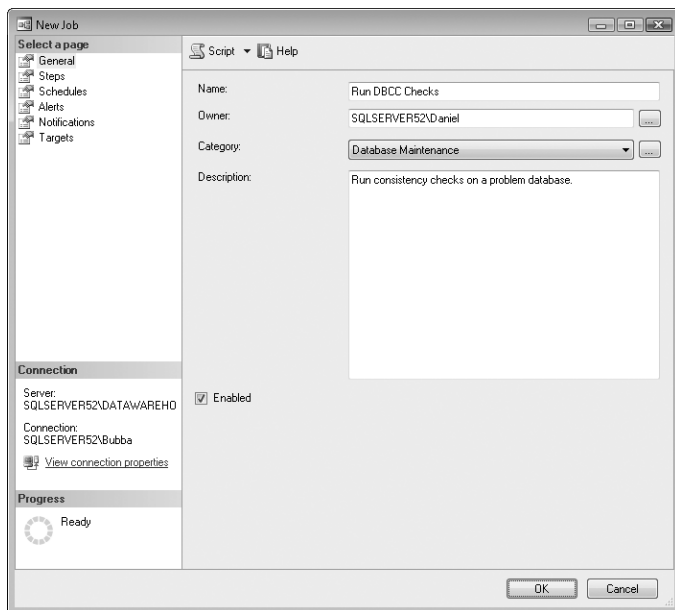 New Job
Select a page
General
Steps
Schedules
Alerts
Notifications
Targets
Script Help
Name: Run DBCC Checks
Owner: SQLSERVER52\Daniel ...
Category: Database Maintenance ...
Description: Run consistency checks on a problem database.
Enabled
Connection
Server:
SQLSERVER52\DATAWAREHO
Connection:
SQLSERVER52\Bubba
View connection properties
Progress
Ready
OK Cancel